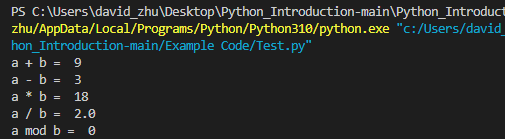 PS C:\Users\david_zhu\Desktop\Python_Introduction-main\Python_Introduct
zhu/AppData/Local/Programs/Python/Python310/python.exe "c:/Users/david_
hon_Introduction-main/Example Code/Test.py"
a + b =  9
a - b =  3
a * b =  18
a / b =  2.0
a mod b =  0